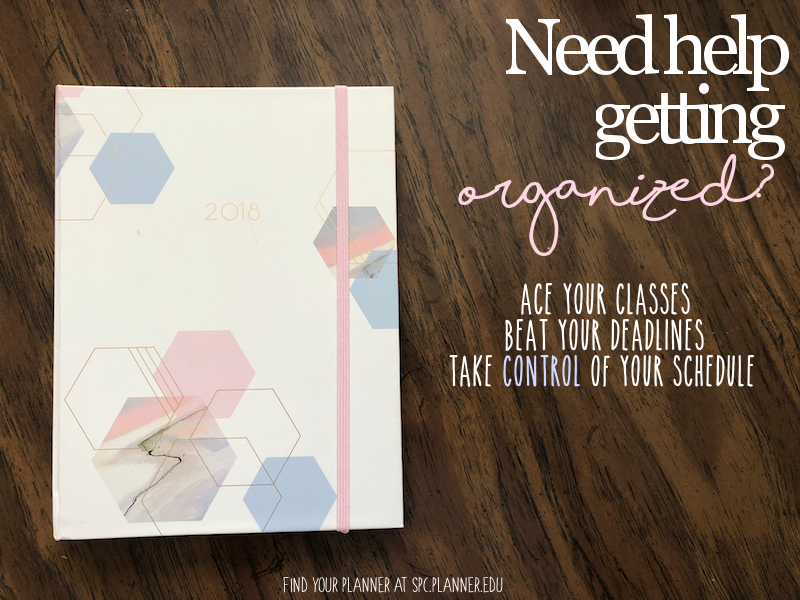 Need help
getting
organized?
2018
ACE YOUR CLASSES
BEAT YOUR DEADLINES
TAKE CONTROL OF YOUR SCHEDULE
FIND YOUR PLANNER AT SPC.PLANNER.EDU